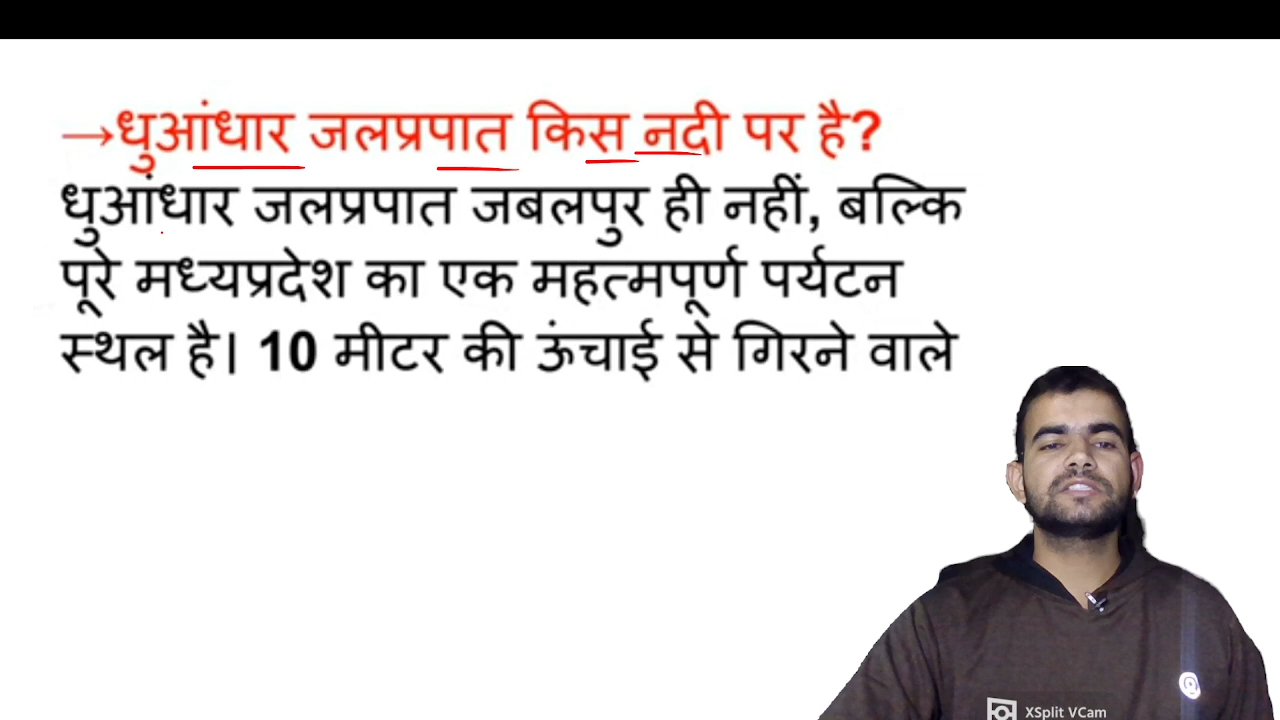 →धुआंधार जलप्रपात किस नदी पर है?
धुआंधार जलप्रपात जबलपुर ही नहीं, बल्कि
पूरे मध्यप्रदेश का एक महत्मपूर्ण पर्यटन
स्थल है। 10 मीटर की ऊंचाई से गिरने वाले
XSplit VCam